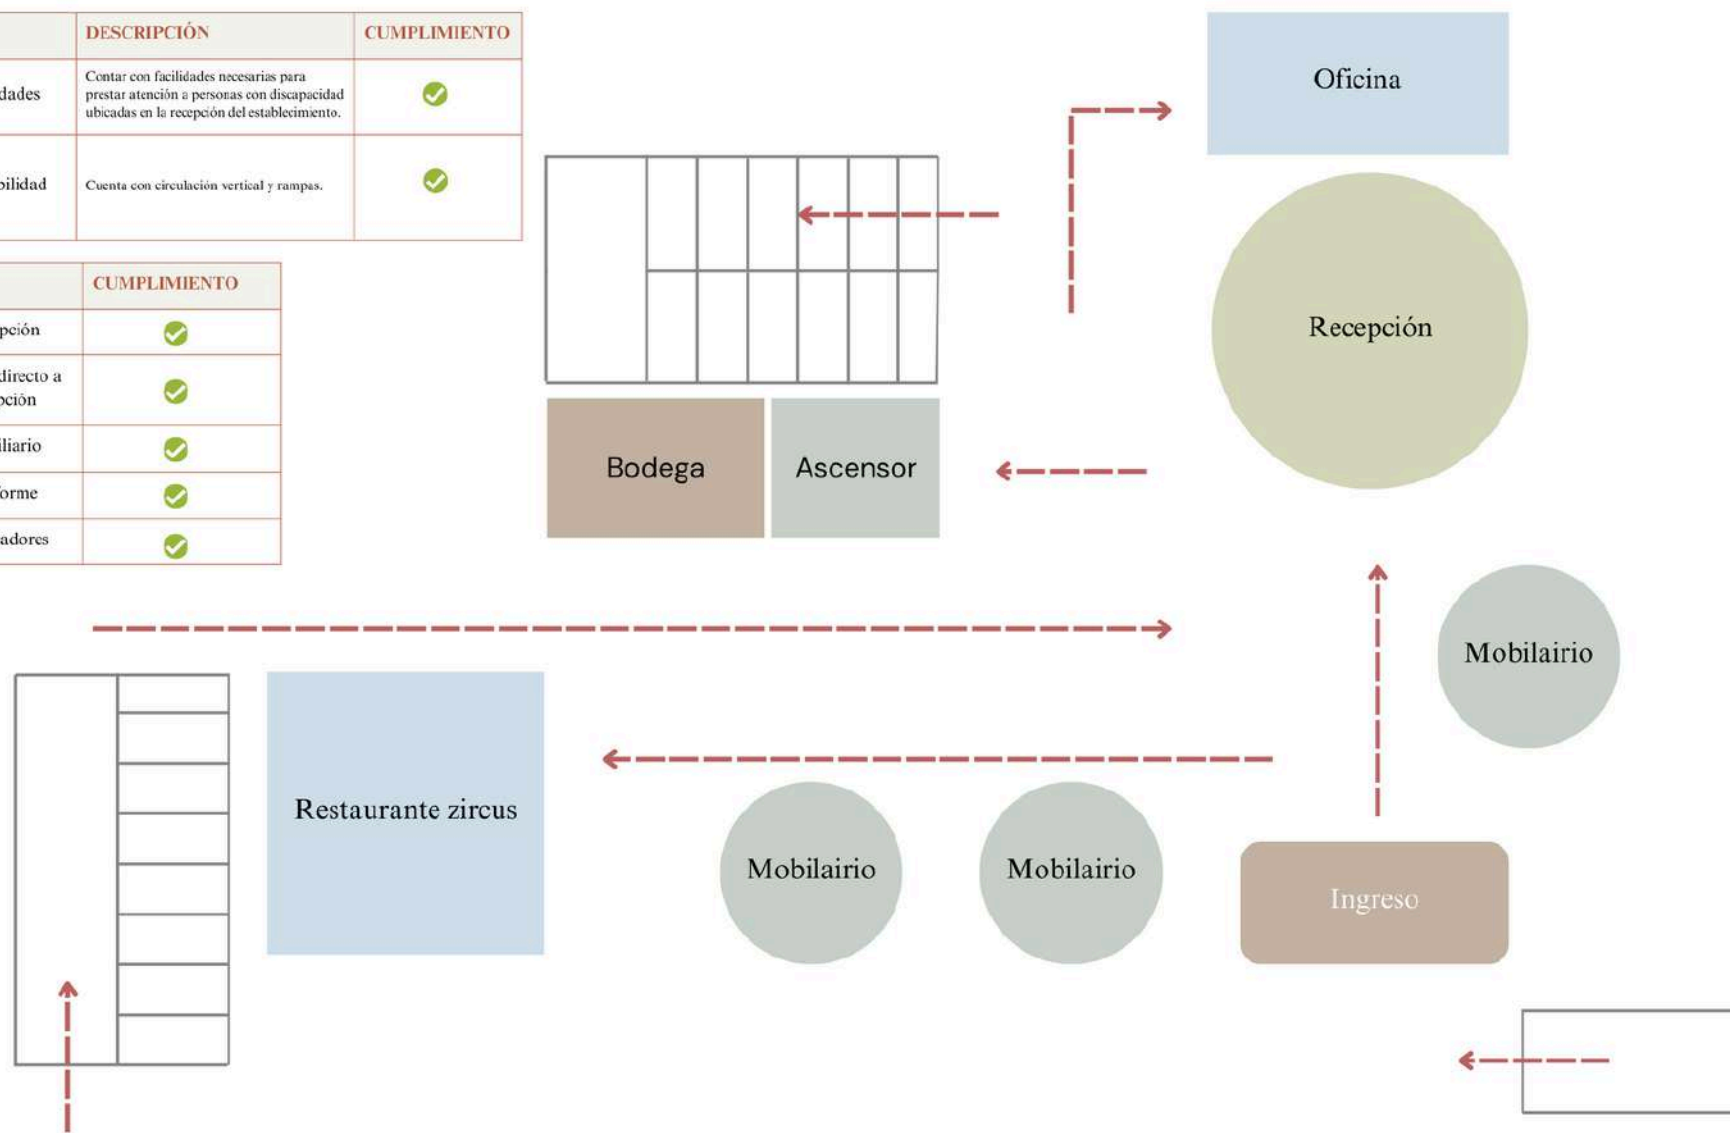 DESCRIPCIÓN CUMPLIMIENTO
dades
Contar con facilidades necesarias para
prestar atención a personas con discapacidad
ubicadas en la recepción del establecimiento.
bilidad
Cuenta con circulación vertical y rampas.
CUMPLIMIENTO
pción
directo a
pción
iliario
orme
adores
Oficina
Recepción
Bodega
Ascensor
Mobilairio
Restaurante zircus
Mobilairio
Mobilairio
Ingreso